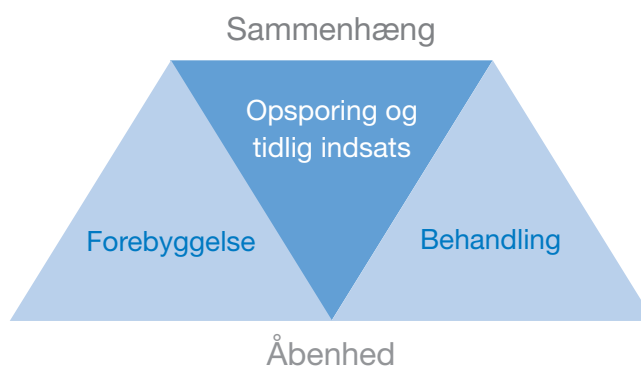 Sammenhæng
Opsporing og
tidlig indsats
Forebyggelse
Behandling
Åbenhed